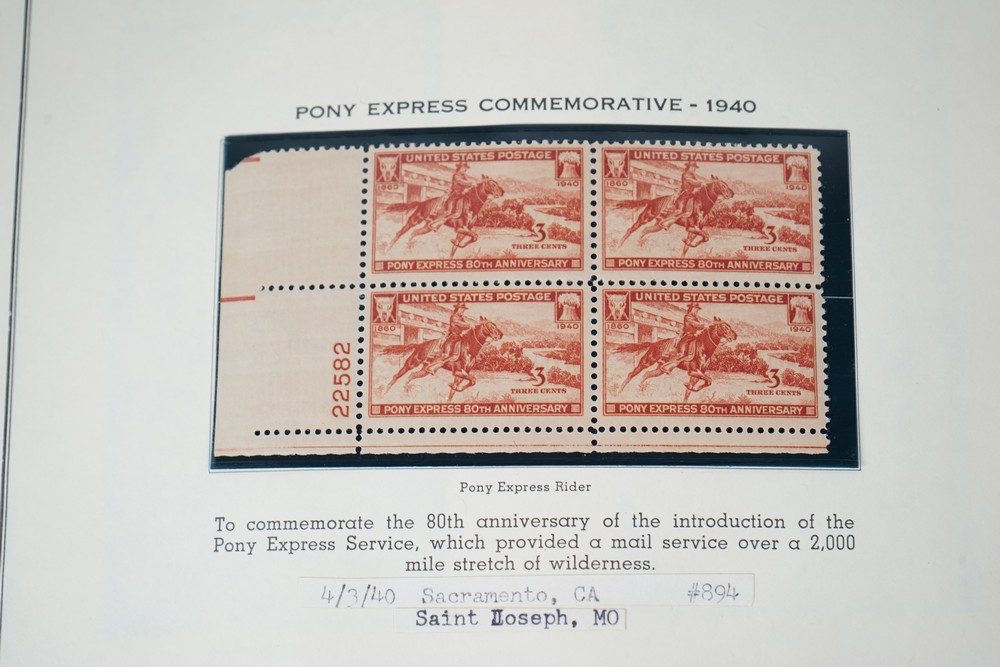 PONY EXPRESS COMMEMORATIVE - 1940
UNITED STATES POSTAGE
1860 1940
3
THREE CENTS
PONY EXPRESS 80TH ANNIVERSARY
UNITED STATES POSTAGE
1860 1940
3
THREE CENTS
PONY EXPRESS 80TH ANNIVERSARY
UNITED STATES POSTAGE
1860 1940
3
THREE CENTS
PONY EXPRESS 80TH ANNIVERSARY
UNITED STATES POSTAGE
1860 1940
3
THREE CENTS
PONY EXPRESS 80TH ANNIVERSARY
22582
Pony Express Rider
To commemorate the 80th anniversary of the introduction of the
Pony Express Service, which provided a mail service over a 2,000
mile stretch of wilderness.
4/3/40 Sacramento, CA #894
Saint Joseph, MO